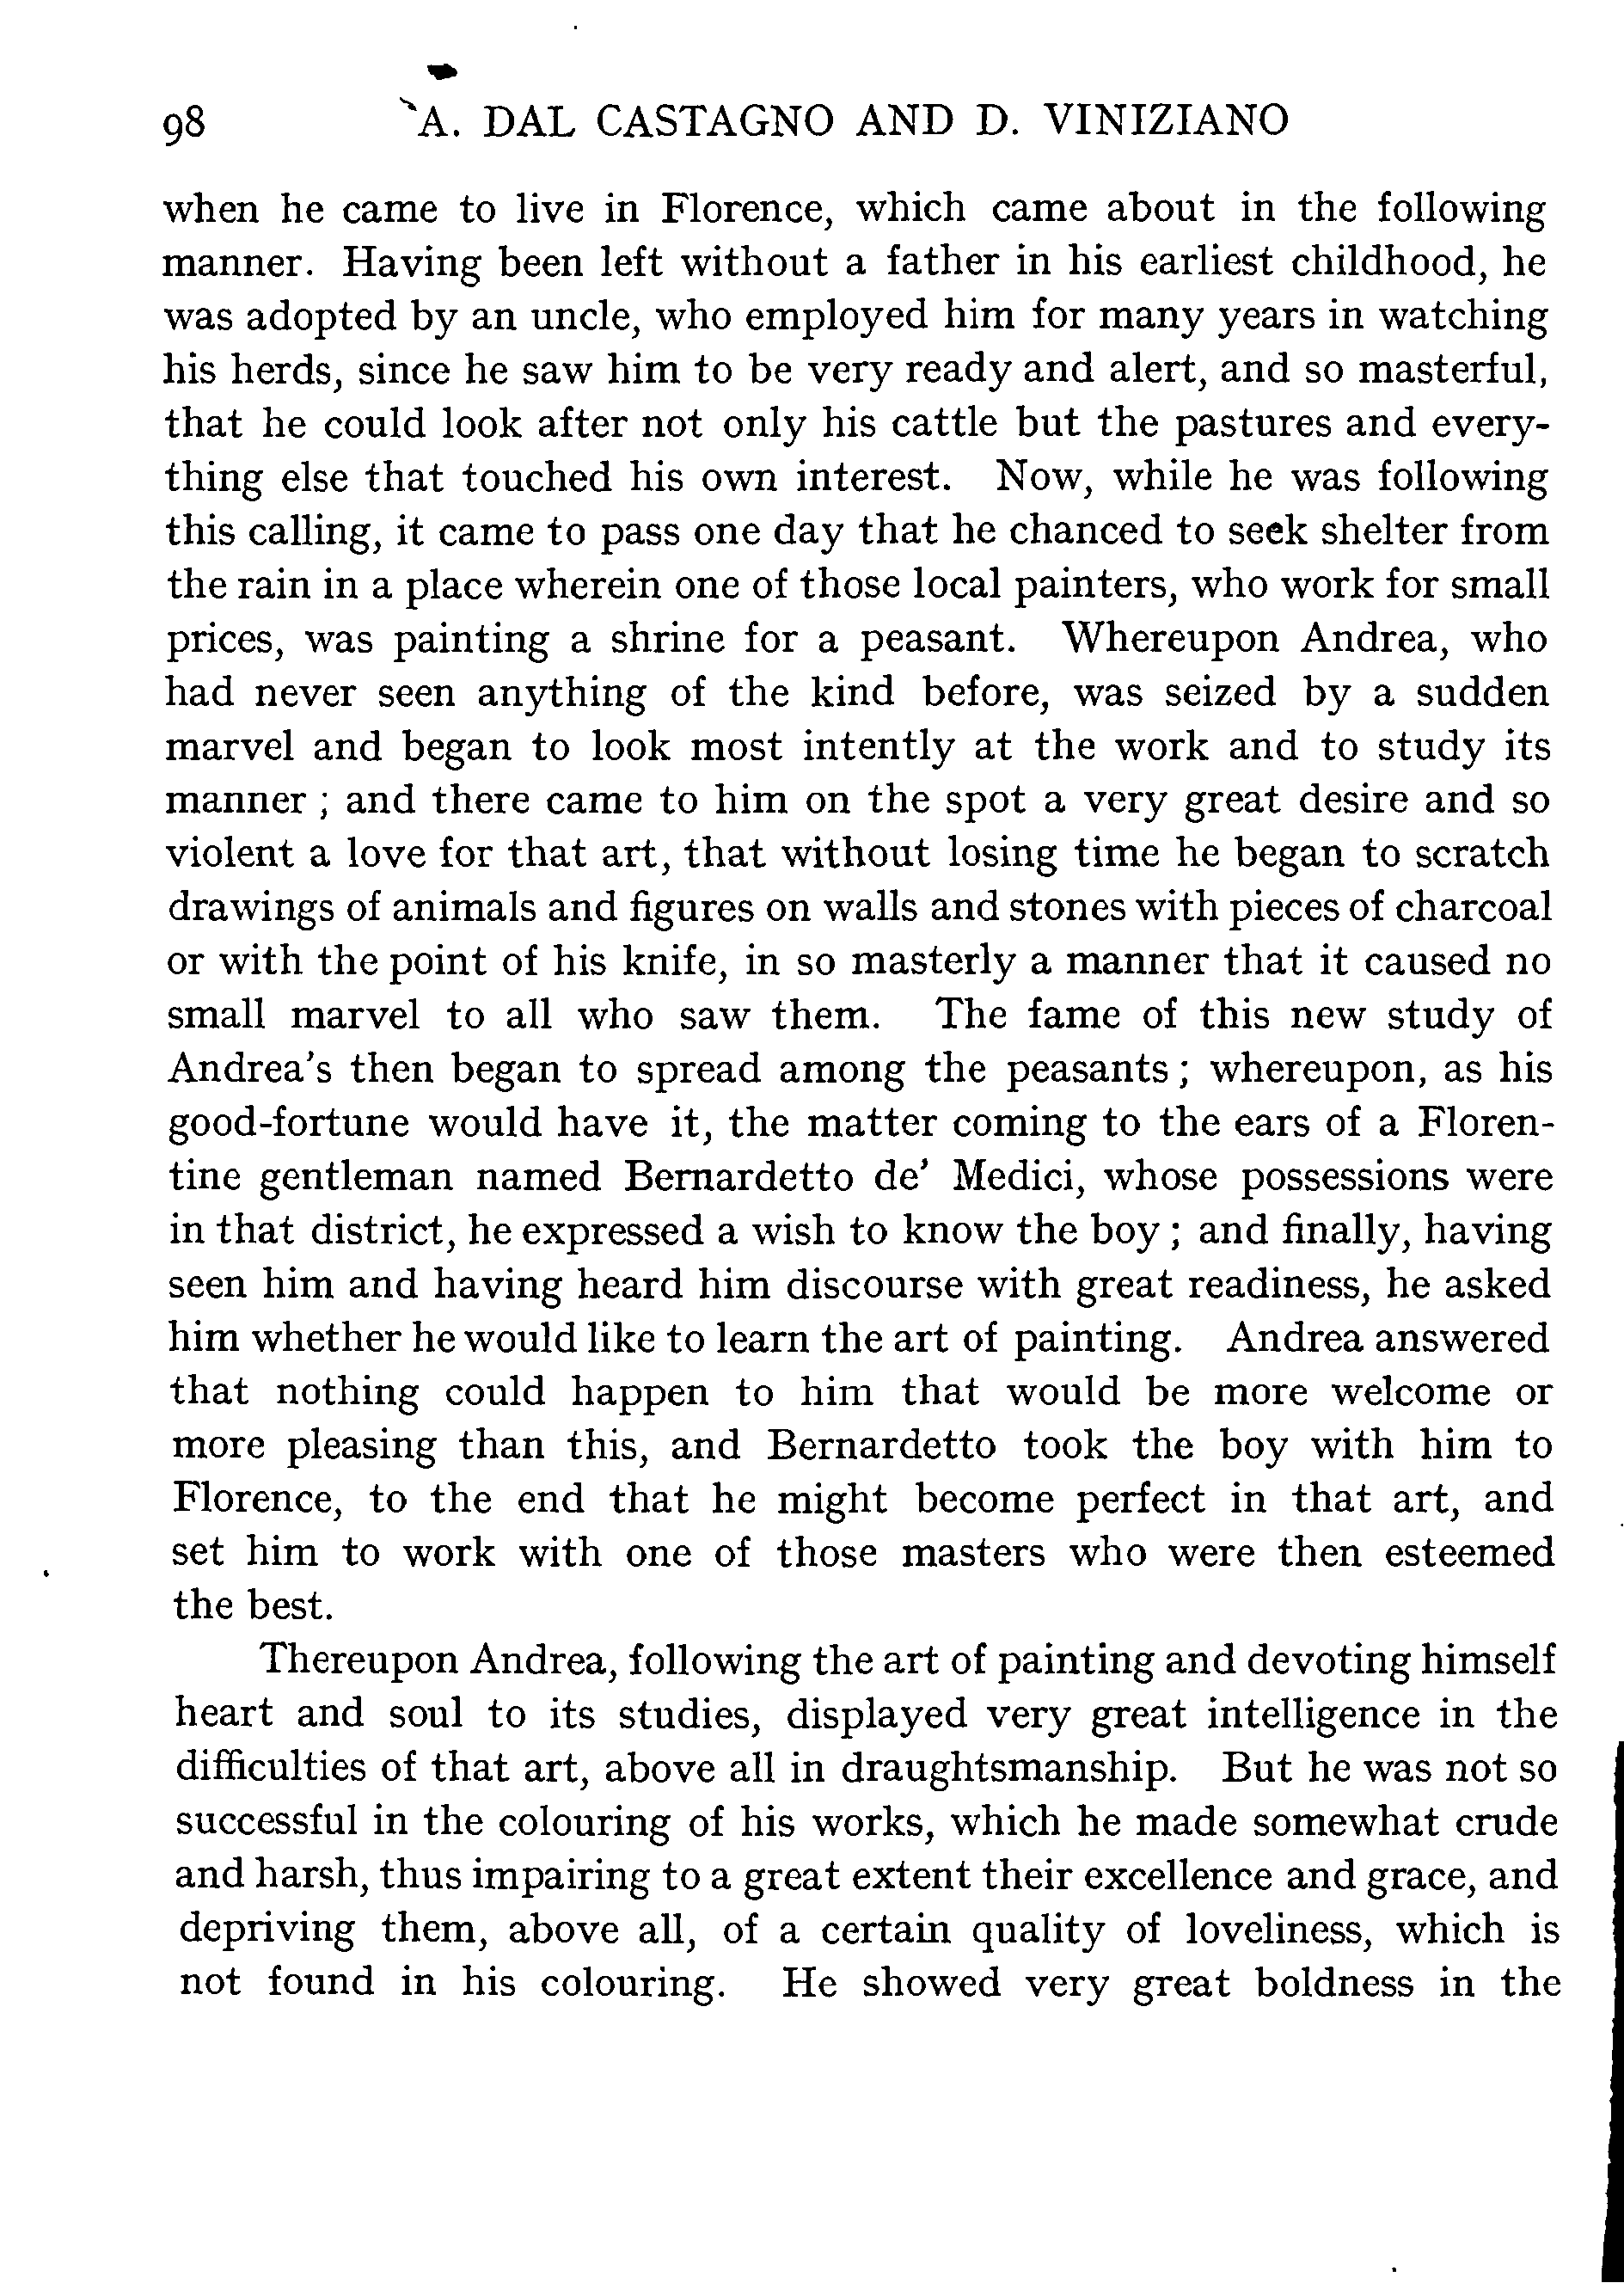 98 A. DAL CASTAGNO AND D. VINIZIANO
when he came to live in Florence, which came about in the following
manner. Having been left without a father in his earliest childhood, he
was adopted by an uncle, who employed him for many years in watching
his herds, since he saw him to be very ready and alert, and so masterful,
that he could look after not only his cattle but the pastures and every-
thing else that touched his own interest. Now, while he was following
this calling, it came to pass one day that he chanced to seek shelter from
the rain in a place wherein one of those local painters, who work for small
prices, was painting a shrine for a peasant. Whereupon Andrea, who
had never seen anything of the kind before, was seized by a sudden
marvel and began to look most intently at the work and to study its
manner ; and there came to him on the spot a very great desire and so
violent a love for that art, that without losing time he began to scratch
drawings of animals and figures on walls and stones with pieces of charcoal
or with the point of his knife, in so masterly a manner that it caused no
small marvel to all who saw them. The fame of this new study of
Andrea's then began to spread among the peasants ; whereupon, as his
good-fortune would have it, the matter coming to the ears of a Floren-
tine gentleman named Bernardetto de' Medici, whose possessions were
in that district, he expressed a wish to know the boy ; and finally, having
seen him and having heard him discourse with great readiness, he asked
him whether he would like to learn the art of painting. Andrea answered
that nothing could happen to him that would be more welcome or
more pleasing than this, and Bernardetto took the boy with him to
Florence, to the end that he might become perfect in that art, and
set him to work with one of those masters who were then esteemed
the best.
Thereupon Andrea, following the art of painting and devoting himself
heart and soul to its studies, displayed very great intelligence in the
difficulties of that art, above all in draughtsmanship. But he was not so
successful in the colouring of his works, which he made somewhat crude
and harsh, thus impairing to a great extent their excellence and grace, and
depriving them, above all, of a certain quality of loveliness, which is
not found in his colouring. He showed very great boldness in the